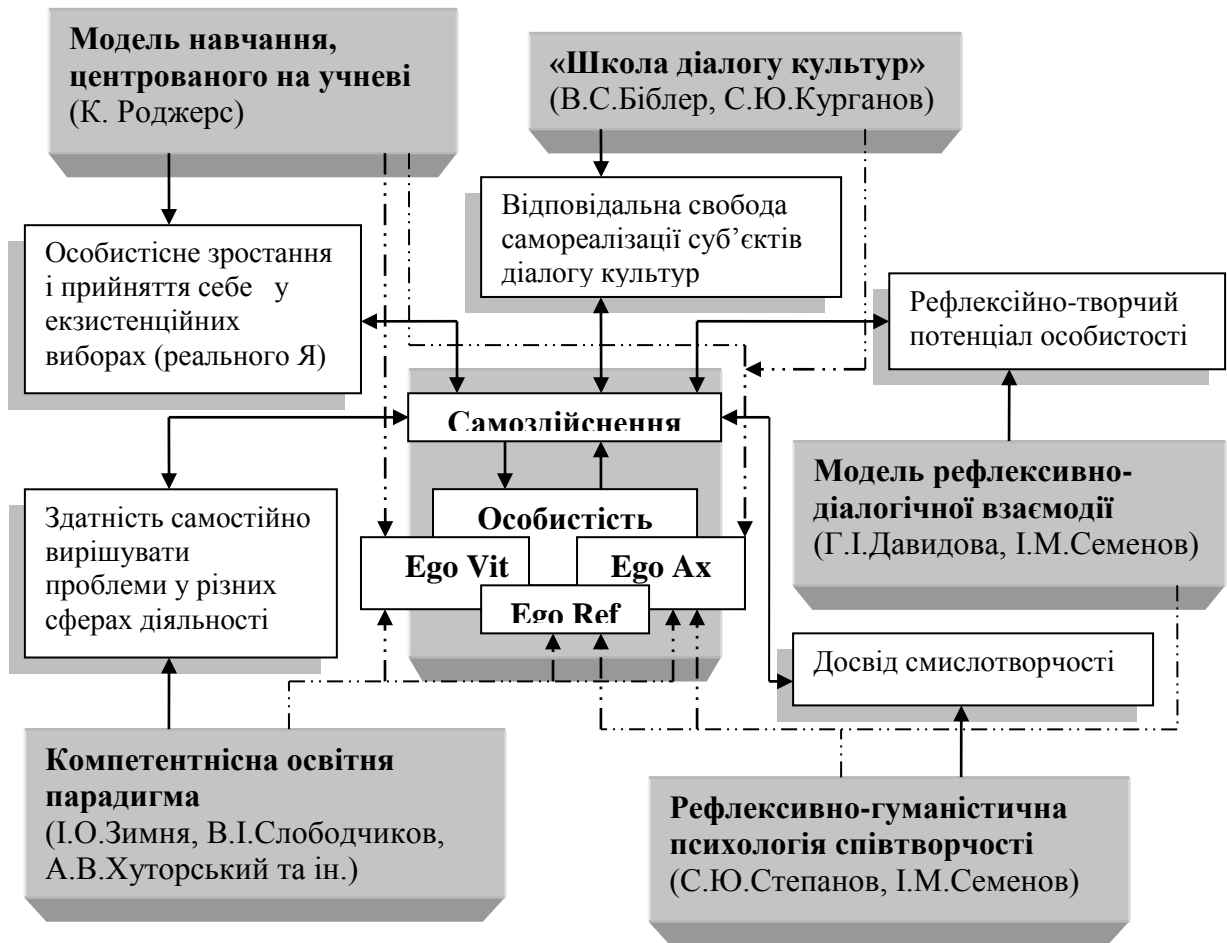 Модель навчання,
центрованого на учневі
(К. Роджерс)
«Школа діалогу культур»
(В.С.Біблер, С.Ю.Курганов)
Особистісне зростання
і прийняття себе у
екзистенційних
виборах (реального Я)
Відповідальна свобода
самореалізації суб’єктів
діалогу культур
Рефлексійно-творчий
потенціал особистості
Самоздійснення
Особистість
Ego Vit
Ego Ax
Ego Ref
Здатність самостійно
вирішувати
проблеми у різних
сферах діяльності
Модель рефлексивно-
діалогічної взаємодії
(Г.І.Давидова, І.М.Семенов)
Досвід смислотворчості
Компетентнісна освітня
парадигма
(І.О.Зимня, В.І.Слободчиков,
А.В.Хуторський та ін.)
Рефлексивно-гуманістична
психологія співтворчості
(С.Ю.Степанов, І.М.Семенов)